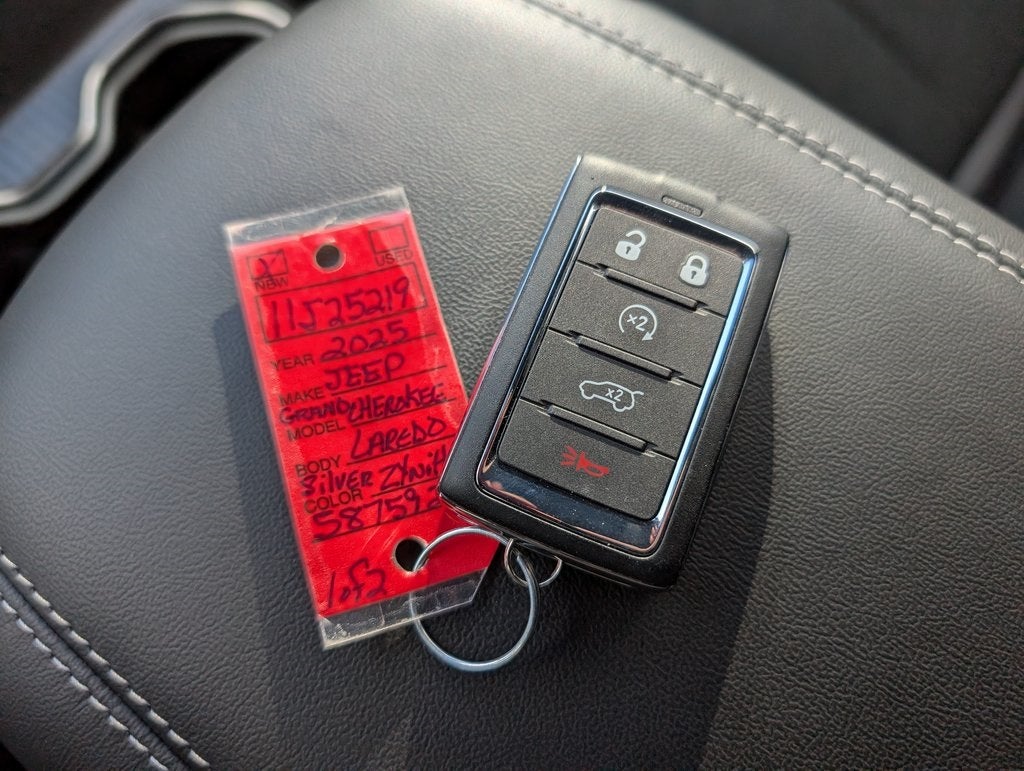 NEW USED
11J25219
YEAR 2025
MAKE JEEP
GRAND CHEROKEE
MODEL LAREDO
BODY
SILVER ZYNITH
COLOR
587592
1 of 2
x2
x2